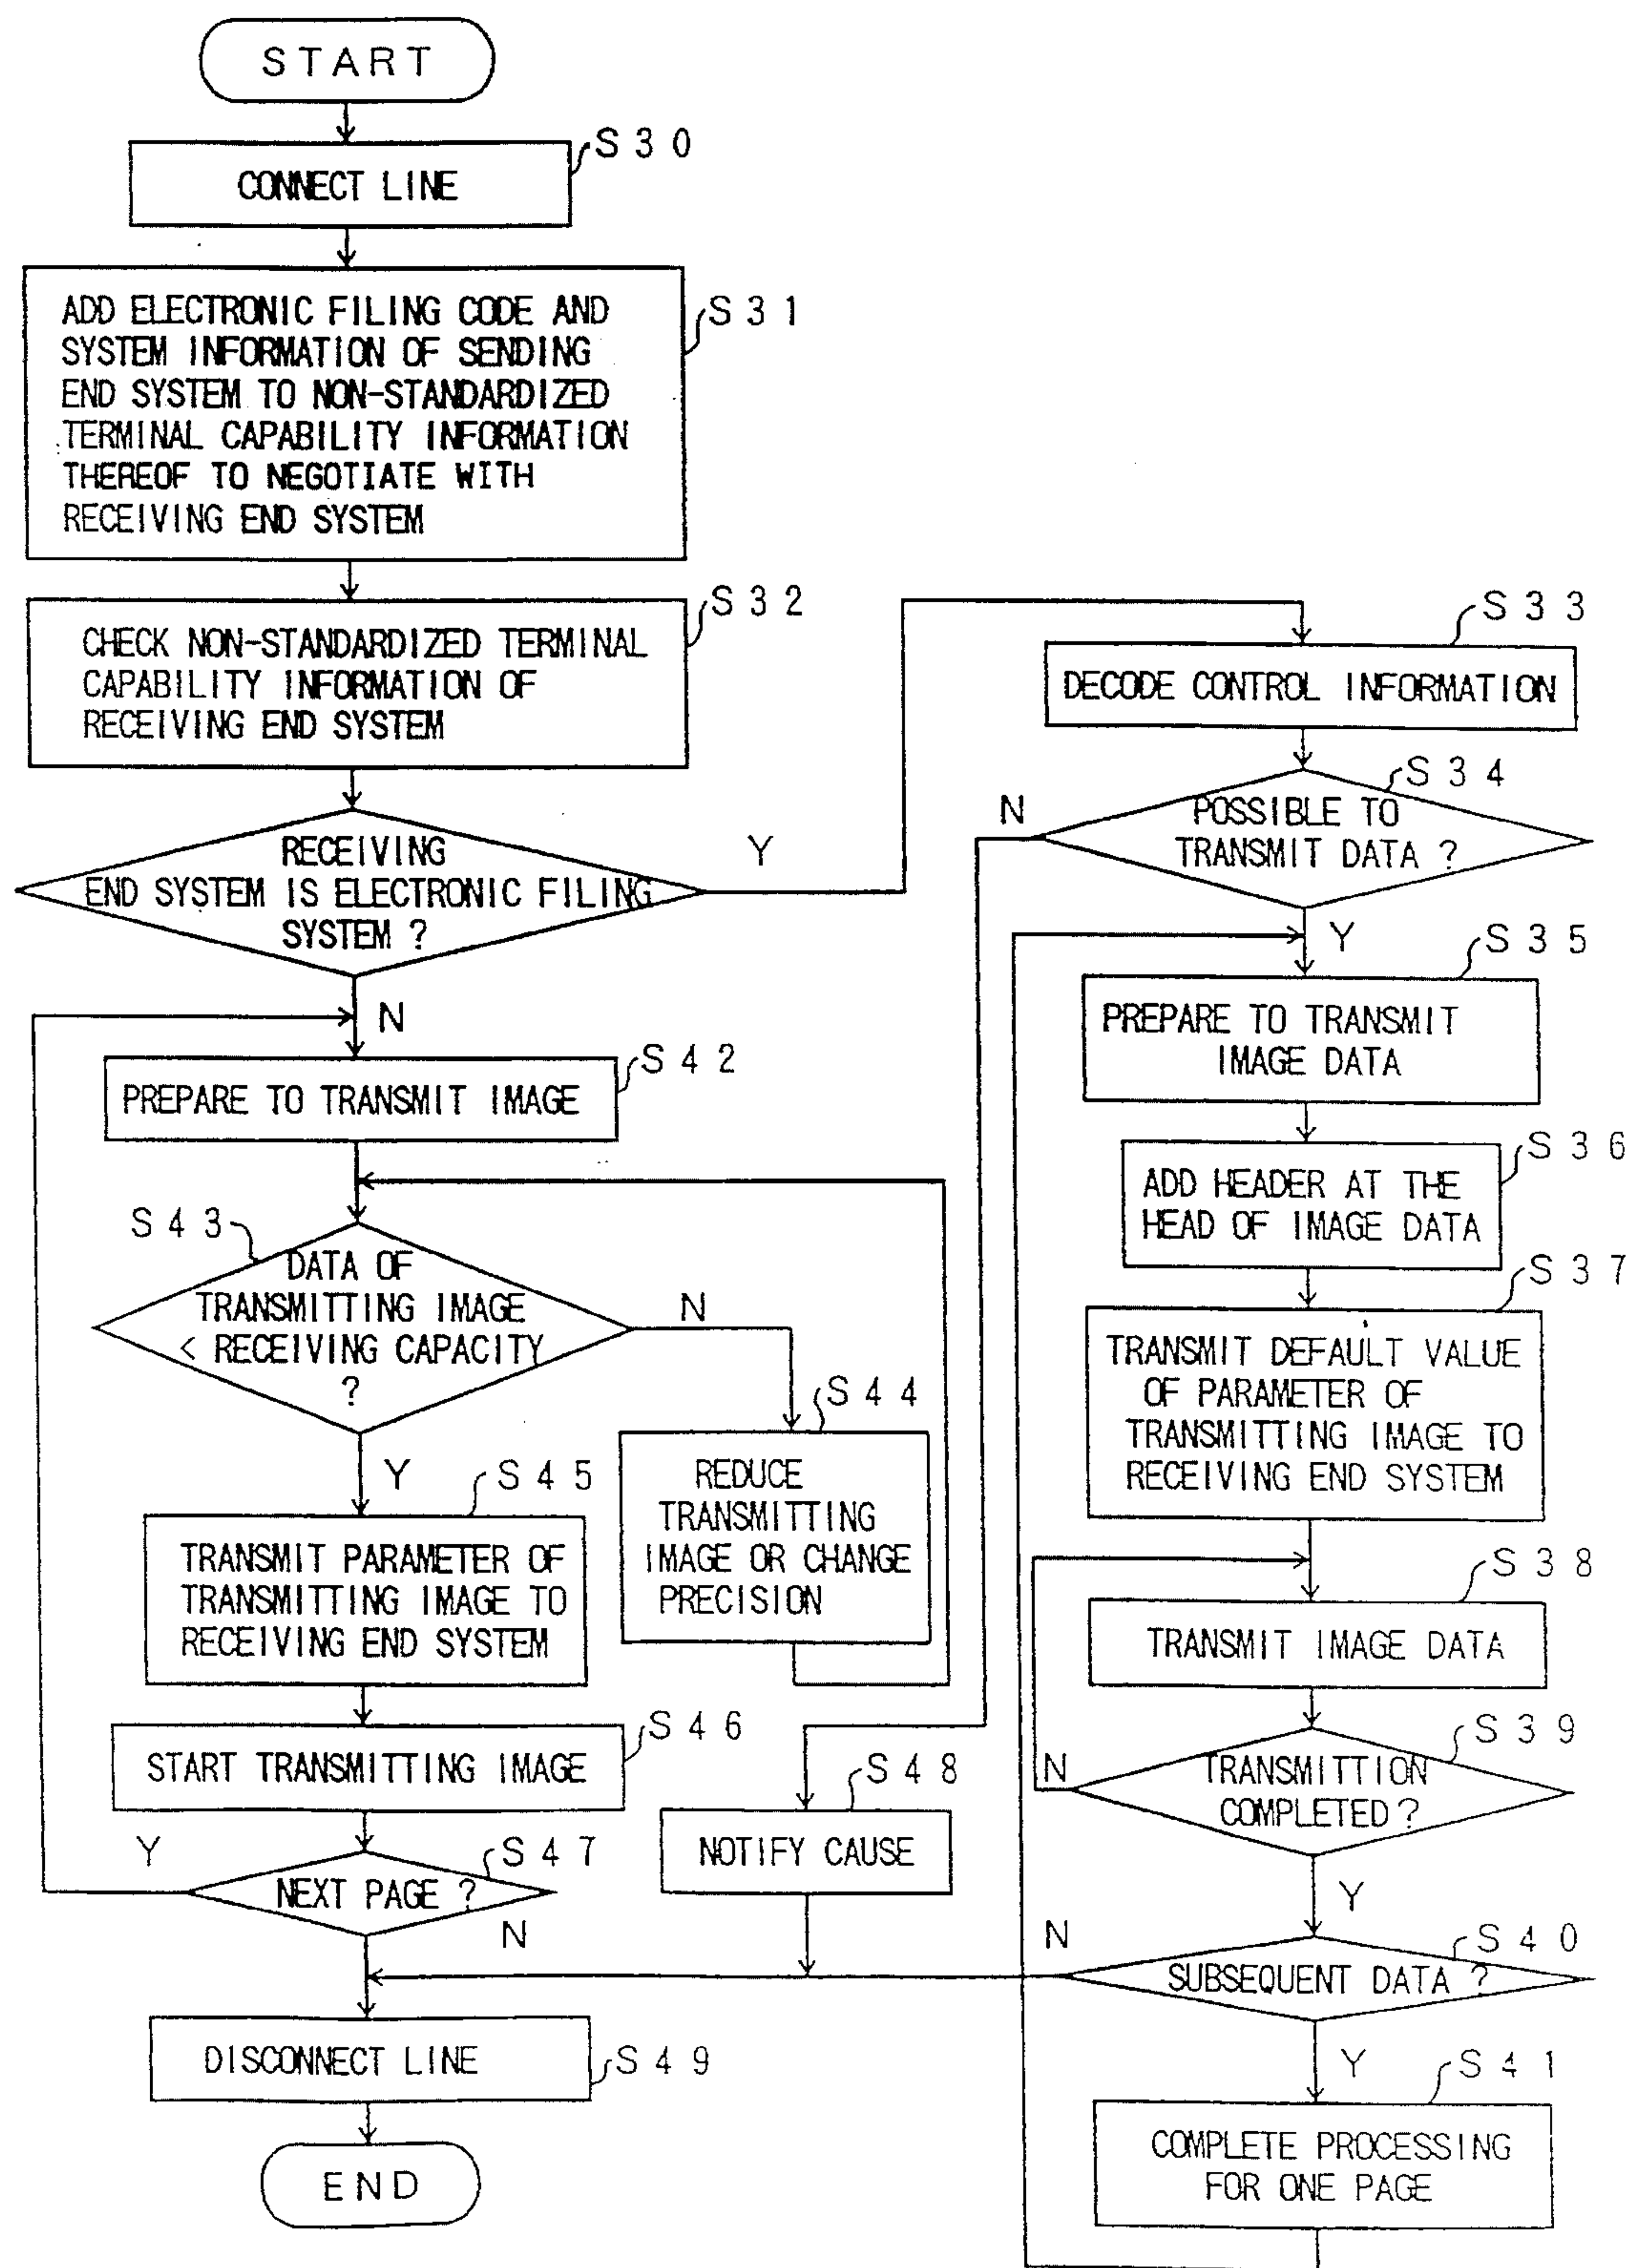 START
S30
CONNECT LINE
S31
ADD ELECTRONIC FILING CODE AND
SYSTEM INFORMATION OF SENDING
END SYSTEM TO NON-STANDARDIZED
TERMINAL CAPABILITY INFORMATION
THEREOF TO NEGOTIATE WITH
RECEIVING END SYSTEM
S32
CHECK NON-STANDARDIZED TERMINAL
CAPABILITY INFORMATION OF
RECEIVING END SYSTEM
RECEIVING
END SYSTEM IS ELECTRONIC FILING
SYSTEM ?
Y
N
S42
PREPARE TO TRANSMIT IMAGE
S43
DATA OF
TRANSMITTING IMAGE
< RECEIVING CAPACITY
?
N
Y
S44
REDUCE
TRANSMITTING
IMAGE OR CHANGE
PRECISION
S45
TRANSMIT PARAMETER OF
TRANSMITTING IMAGE TO
RECEIVING END SYSTEM
S46
START TRANSMITTING IMAGE
S47
NEXT PAGE ?
Y
N
S48
NOTIFY CAUSE
DISCONNECT LINE
S49
END
S33
DECODE CONTROL INFORMATION
S34
POSSIBLE TO
TRANSMIT DATA ?
N
Y
S35
PREPARE TO TRANSMIT
IMAGE DATA
S36
ADD HEADER AT THE
HEAD OF IMAGE DATA
S37
TRANSMIT DEFAULT VALUE
OF PARAMETER OF
TRANSMITTING IMAGE TO
RECEIVING END SYSTEM
S38
TRANSMIT IMAGE DATA
S39
TRANSMITTION
COMPLETED ?
N
Y
S40
SUBSEQUENT DATA ?
N
Y
S41
COMPLETE PROCESSING
FOR ONE PAGE